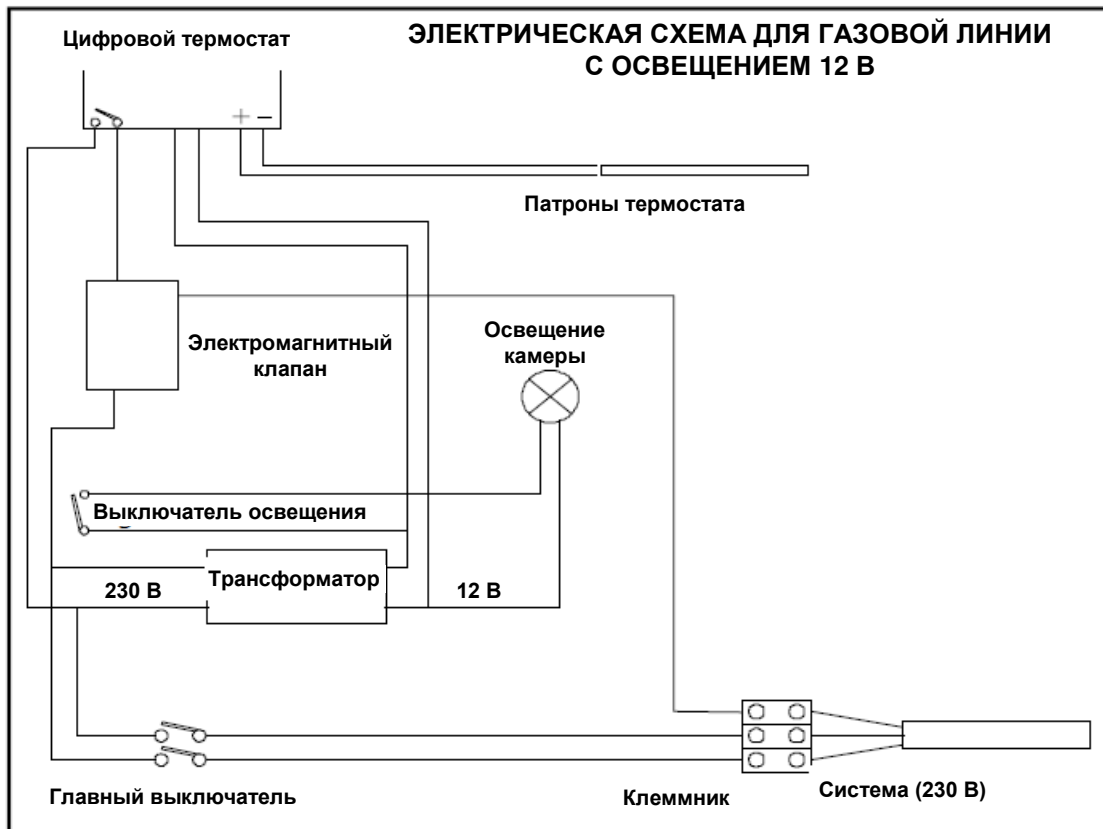 Цифровой термостат
ЭЛЕКТРИЧЕСКАЯ СХЕМА ДЛЯ ГАЗОВОЙ ЛИНИИ
С ОСВЕЩЕНИЕМ 12 В
+ −
Патроны термостата
Электромагнитный
клапан
Освещение
камеры
Выключатель освещения
Трансформатор
230 В
12 В
Главный выключатель
Клеммник
Система (230 В)